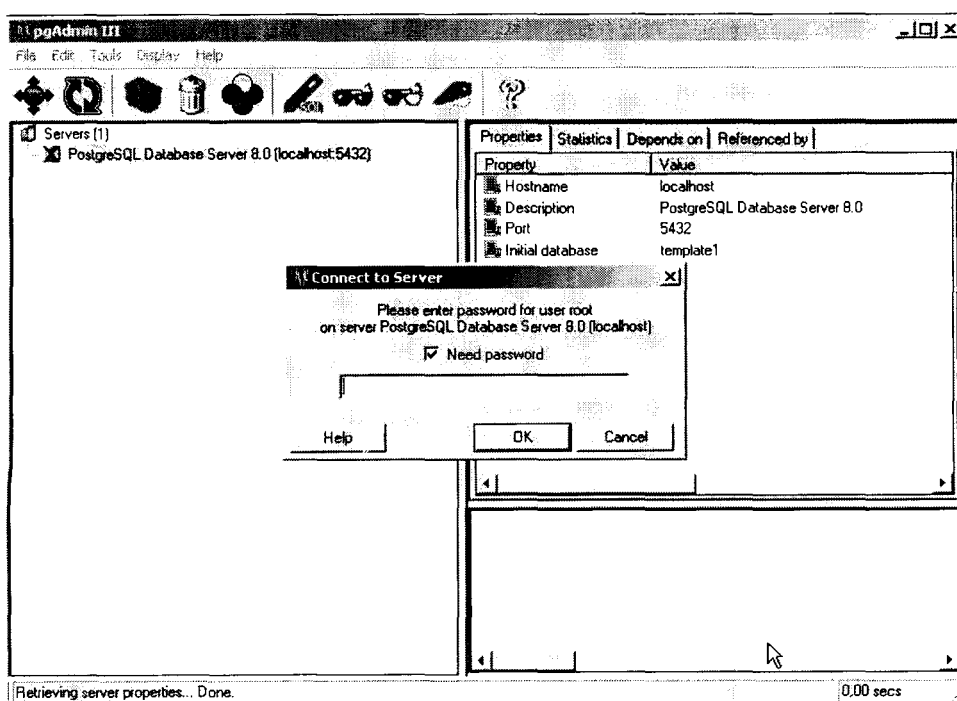 pgAdmin III
File Edit Tools Display Help
Servers (1)
PostgreSQL Database Server 8.0 (localhost:5432)
Properties Statistics Depends on Referenced by
Property Value
Hostname localhost
Description PostgreSQL Database Server 8.0
Port 5432
Initial database template1
Connect to Server
Please enter password for user root
on server PostgreSQL Database Server 8.0 (localhost)
Need password
Help OK Cancel
Retrieving server properties... Done. 0,00 secs